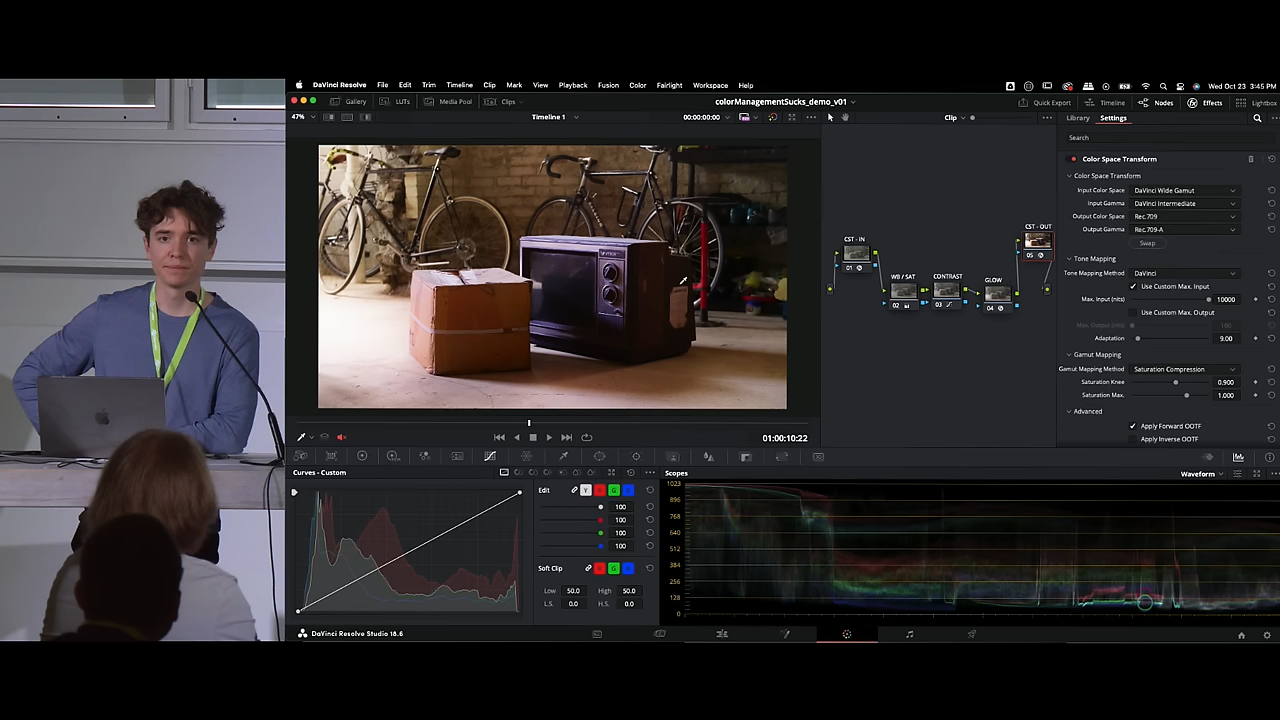 DaVinci Resolve File Edit Trim Timeline Clip Mark View Playback Fusion Color Fairlight Workspace Help Wed Oct 23 3:45 PM
Gallery LUTs Media Pool Clips colorManagementSucks_demo_v01 Quick Export Timeline Nodes Effects Lightbox
47% Timeline 1 00:00:00:00 Clip Library Settings
Search
Color Space Transform
Color Space Transform
Input Color Space DaVinci Wide Gamut
Input Gamma DaVinci Intermediate
Output Color Space Rec.709
Output Gamma Rec.709-A
Swap
Tone Mapping
Tone Mapping Method DaVinci
Use Custom Max. Input
Max. Input (nits) 10000
Use Custom Max. Output
Max. Output (nits) 100
Adaptation 9.00
Gamut Mapping
Gamut Mapping Method Saturation Compression
Saturation Knee 0.900
Saturation Max. 1.000
Advanced
Apply Forward OOTF
Apply Inverse OOTF
CST - IN
01
WB / SAT
02
CONTRAST
03
GLOW
04
CST - OUT
05
01:00:10:22
Curves - Custom
Edit Y R G B
100
100
100
100
Soft Clip R G B
Low 50.0 High 50.0
L.S. 0.0 H.S. 0.0
Scopes Waveform
1023
896
768
640
512
384
256
128
0
DaVinci Resolve Studio 18.6